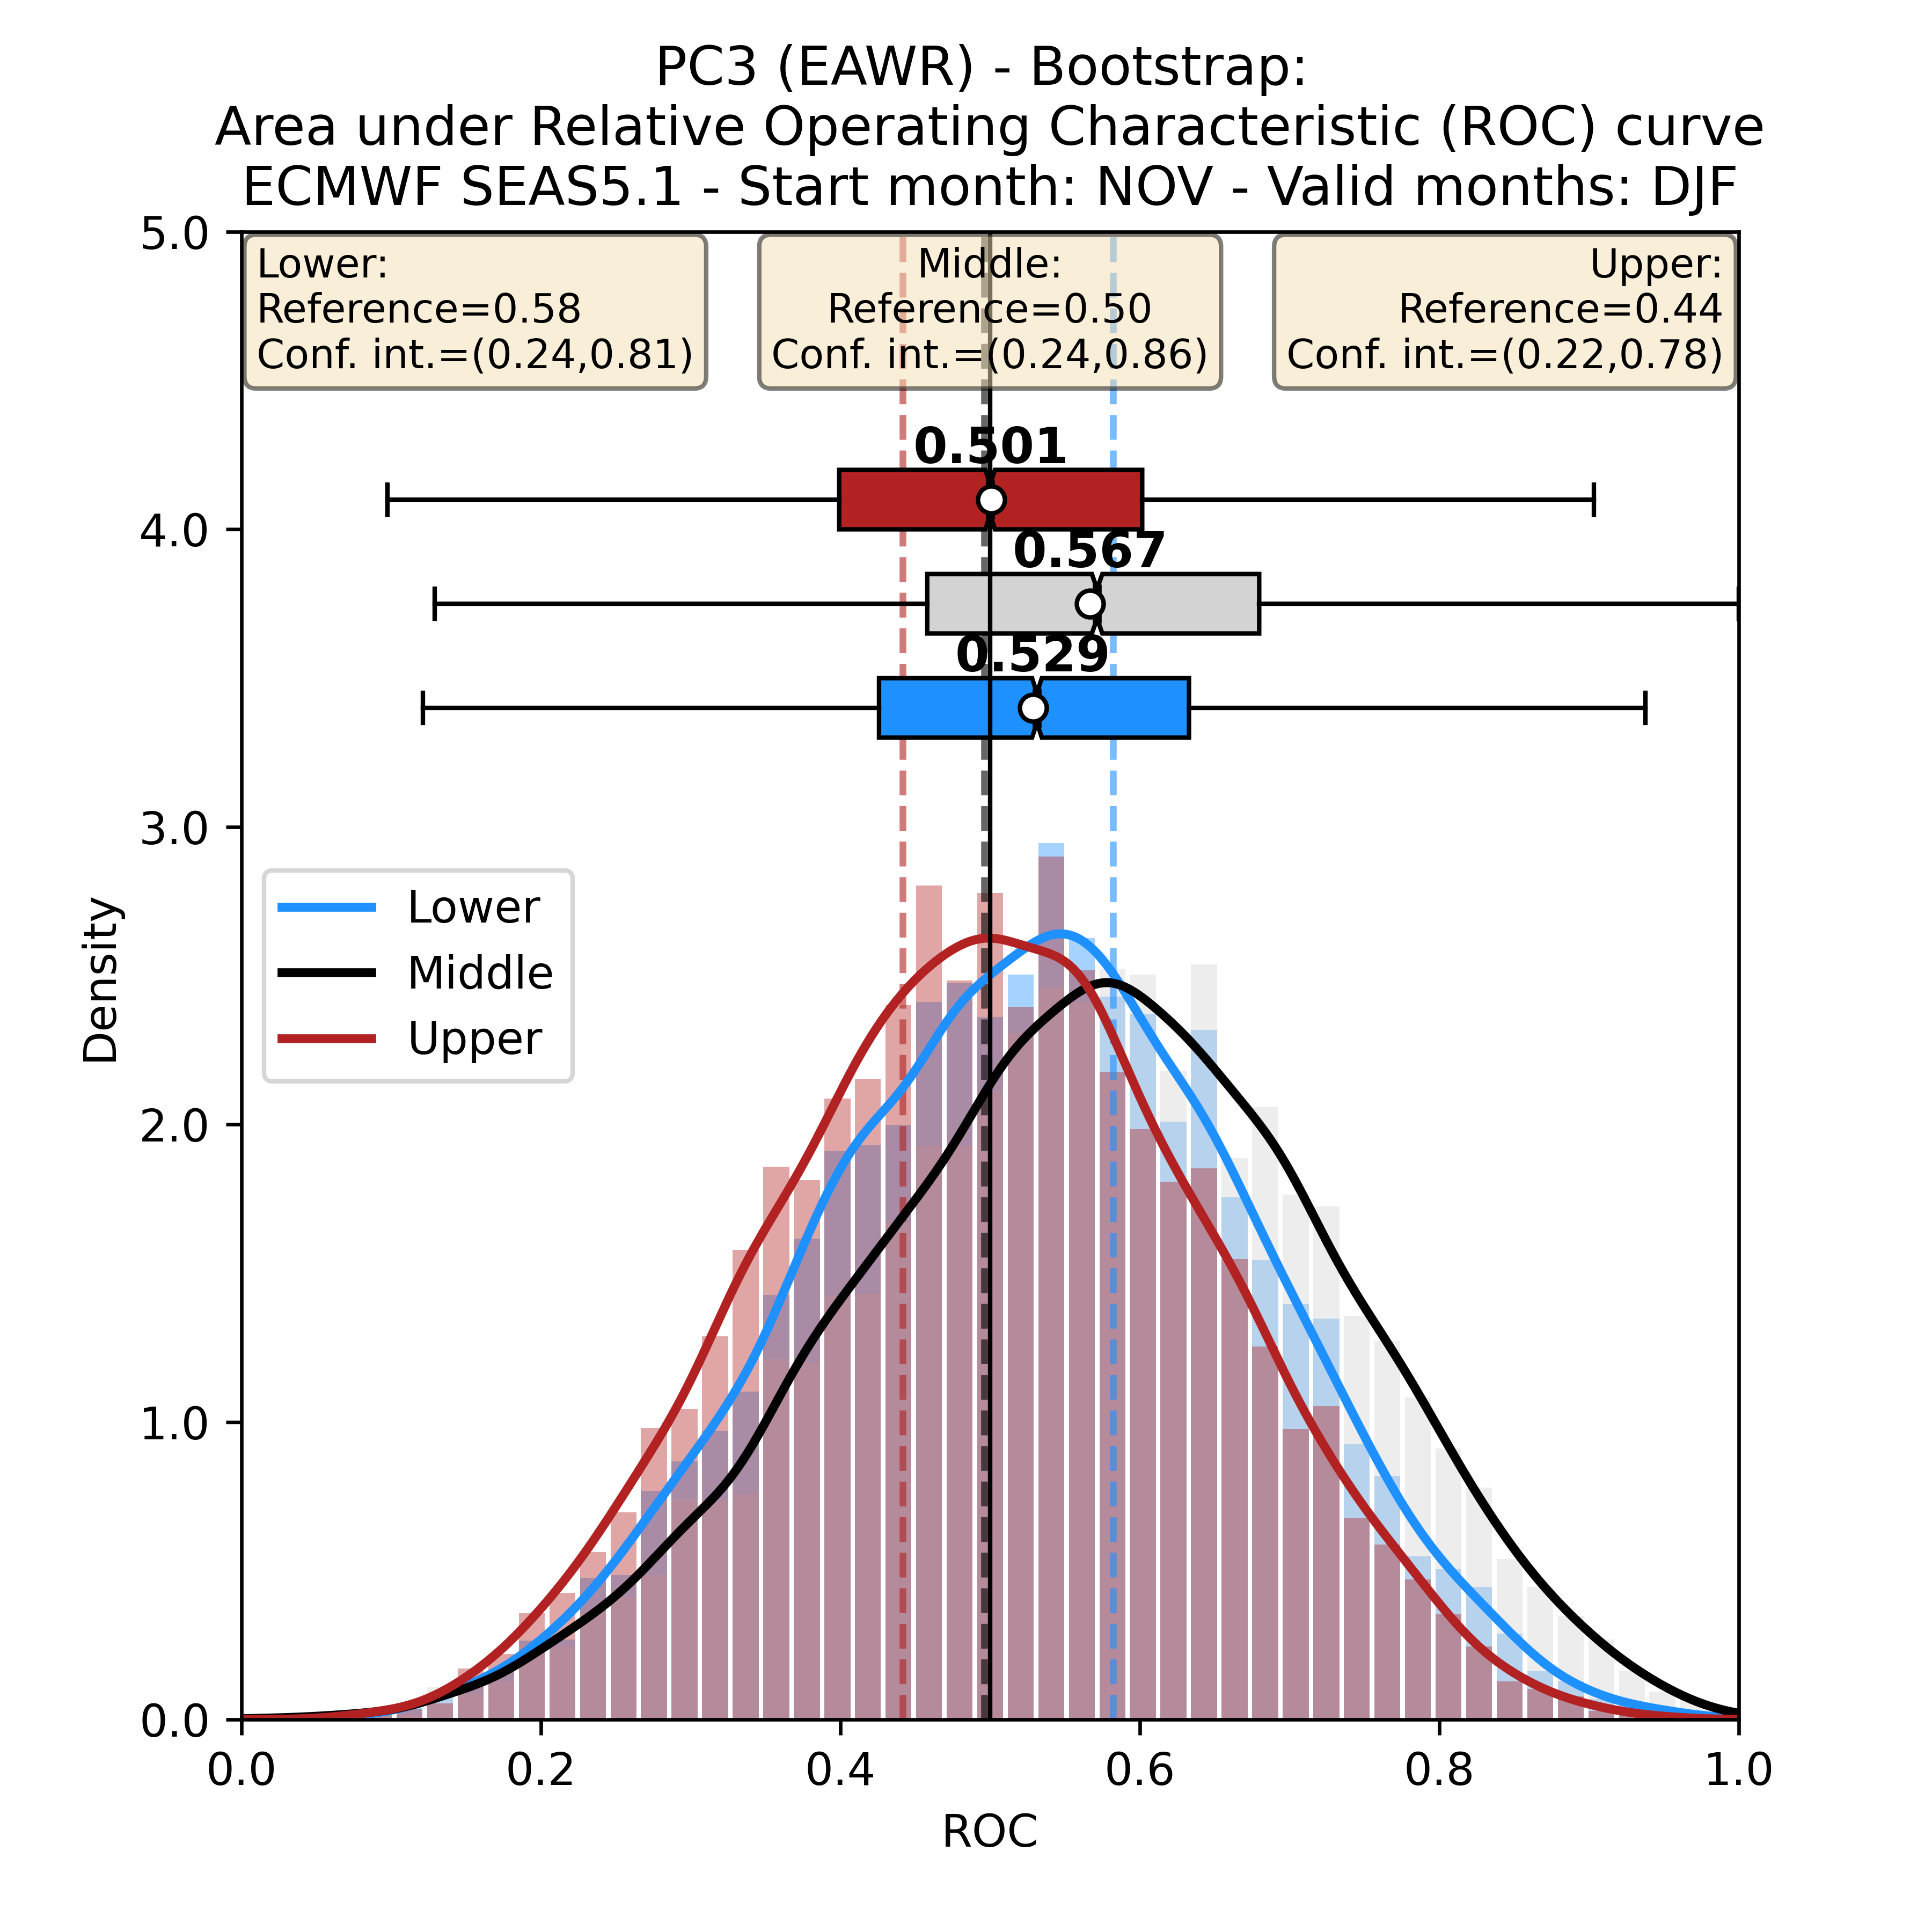 PC3 (EAWR) - Bootstrap:
Area under Relative Operating Characteristic (ROC) curve
ECMWF SEAS5.1 - Start month: NOV - Valid months: DJF
5.0
Lower:
Reference=0.58
Conf. int.=(0.24,0.81)
Middle:
Reference=0.50
Conf. int.=(0.24,0.86)
Upper:
Reference=0.44
Conf. int.=(0.22,0.78)
0.501
4.0
0.567
0.529
3.0
Lower
Middle
Upper
Density
2.0
1.0
0.0
0.0
0.2
0.4
0.6
0.8
1.0
ROC